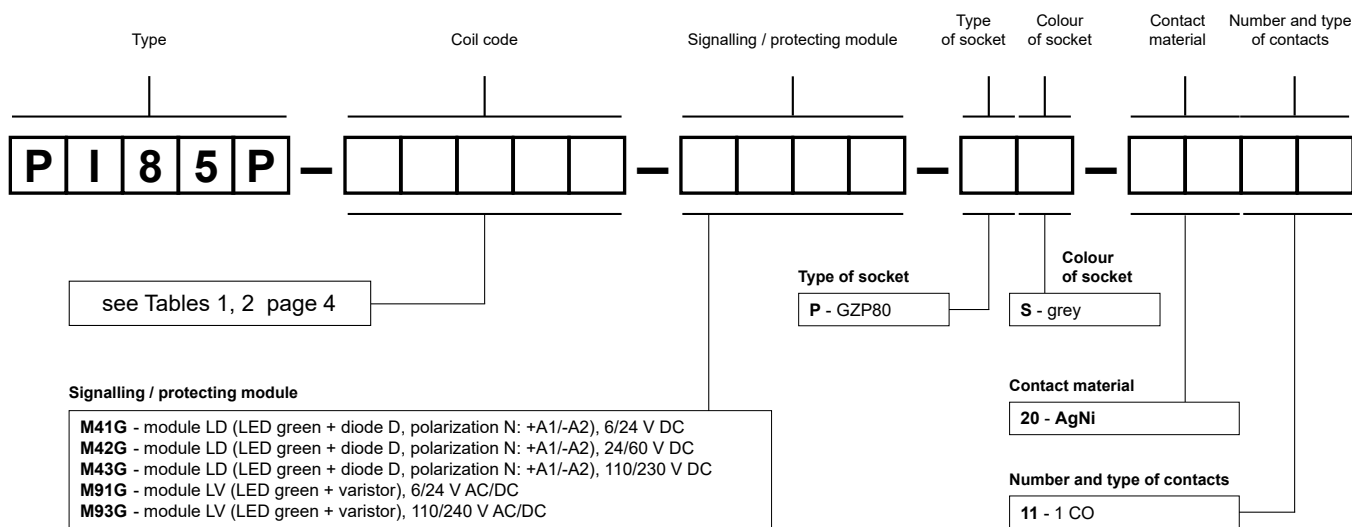 Type
Coil code
Signalling / protecting module
Type
of socket
Colour
of socket
Contact
material
Number and type
of contacts
P I 8 5 P – – – –
see Tables 1, 2 page 4
Type of socket
P - GZP80
Colour
of socket
S - grey
Signalling / protecting module
M41G - module LD (LED green + diode D, polarization N: +A1/-A2), 6/24 V DC
M42G - module LD (LED green + diode D, polarization N: +A1/-A2), 24/60 V DC
M43G - module LD (LED green + diode D, polarization N: +A1/-A2), 110/230 V DC
M91G - module LV (LED green + varistor), 6/24 V AC/DC
M93G - module LV (LED green + varistor), 110/240 V AC/DC
Contact material
20 - AgNi
Number and type of contacts
11 - 1 CO